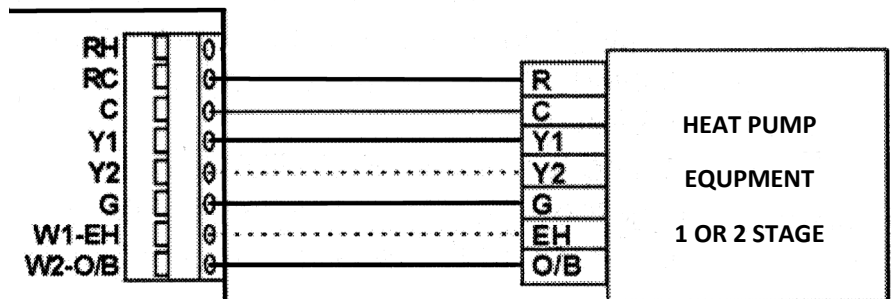 RH
RC
C
Y1
Y2
G
W1-EH
W2-O/B
R
C
Y1
Y2
G
EH
O/B
HEAT PUMP
EQUPMENT
1 OR 2 STAGE